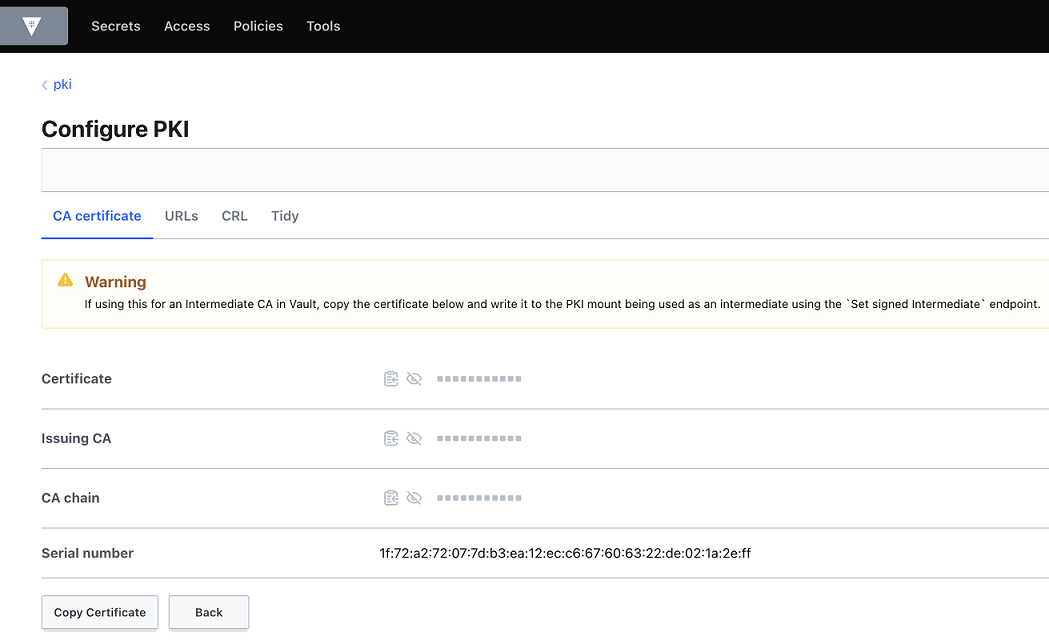 Secrets Access Policies Tools
pki
Configure PKI
CA certificate URLs CRL Tidy
Warning
If using this for an Intermediate CA in Vault, copy the certificate below and write it to the PKI mount being used as an intermediate using the `Set signed Intermediate` endpoint.
Certificate
Issuing CA
CA chain
Serial number 1f:72:a2:72:07:7d:b3:ea:12:ec:c6:67:60:63:22:de:02:1a:2e:ff
Copy Certificate Back